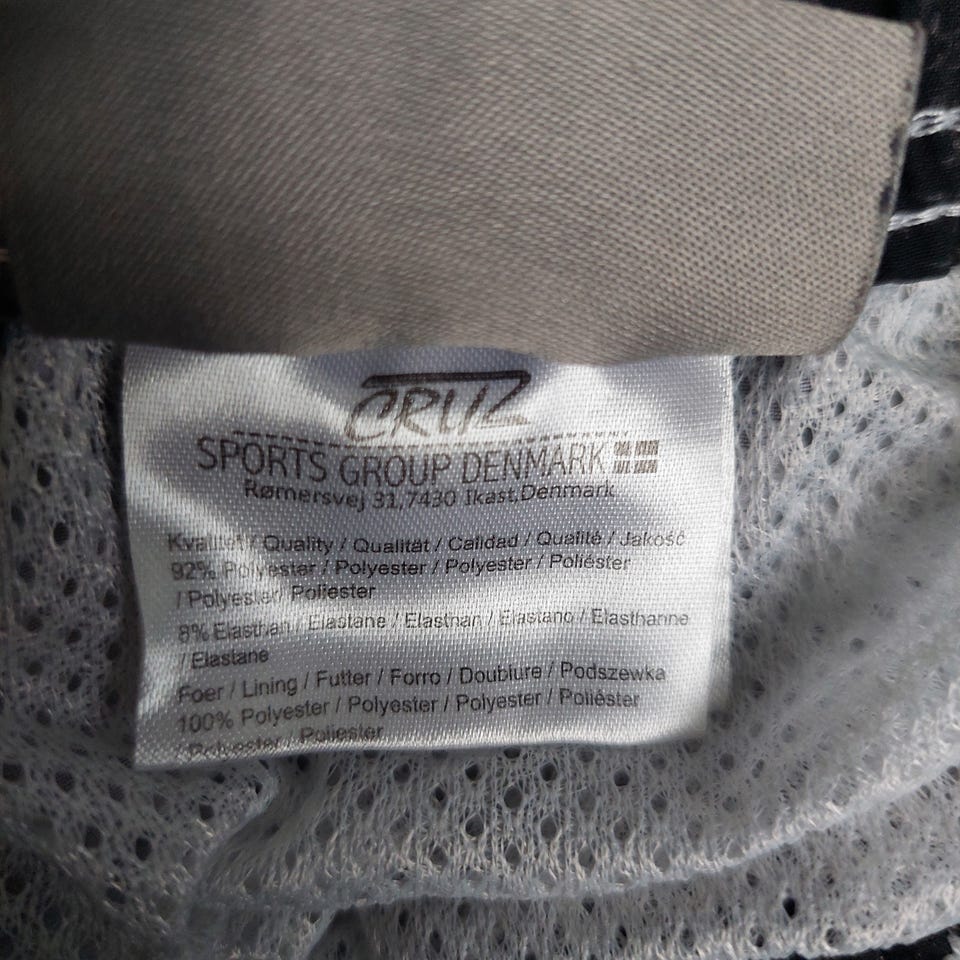 CRUZ
SPORTS GROUP DENMARK
Rømersvej 31,7430 Ikast,Denmark
Kvalitet / Quality / Qualität / Calidad / Qualité / Jakość
92% Polyester / Polyester / Polyester / Poliéster
/ Polyester/ Poliester
8% Elasthan / Elastane / Elasthan / Elastano / Elasthanne
/ Elastane
Foer / Lining / Futter / Forro / Doublure / Podszewka
100% Polyester / Polyester / Polyester / Poliéster
/Polyester / Poliester